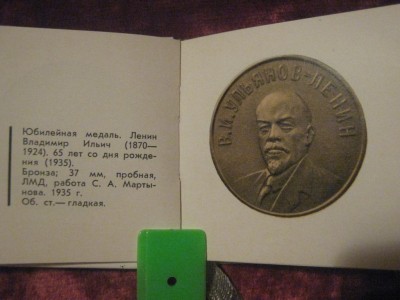 Юбилейная медаль. Ленин
Владимир Ильич (1870—
1924). 65 лет со дня рожде-
ния (1935).
Бронза; 37 мм, пробная,
ЛМД, работа С. А. Марты-
нова. 1935 г.
Об. ст.— гладкая.
В.И.УЛЬЯНОВ-ЛЕНИН